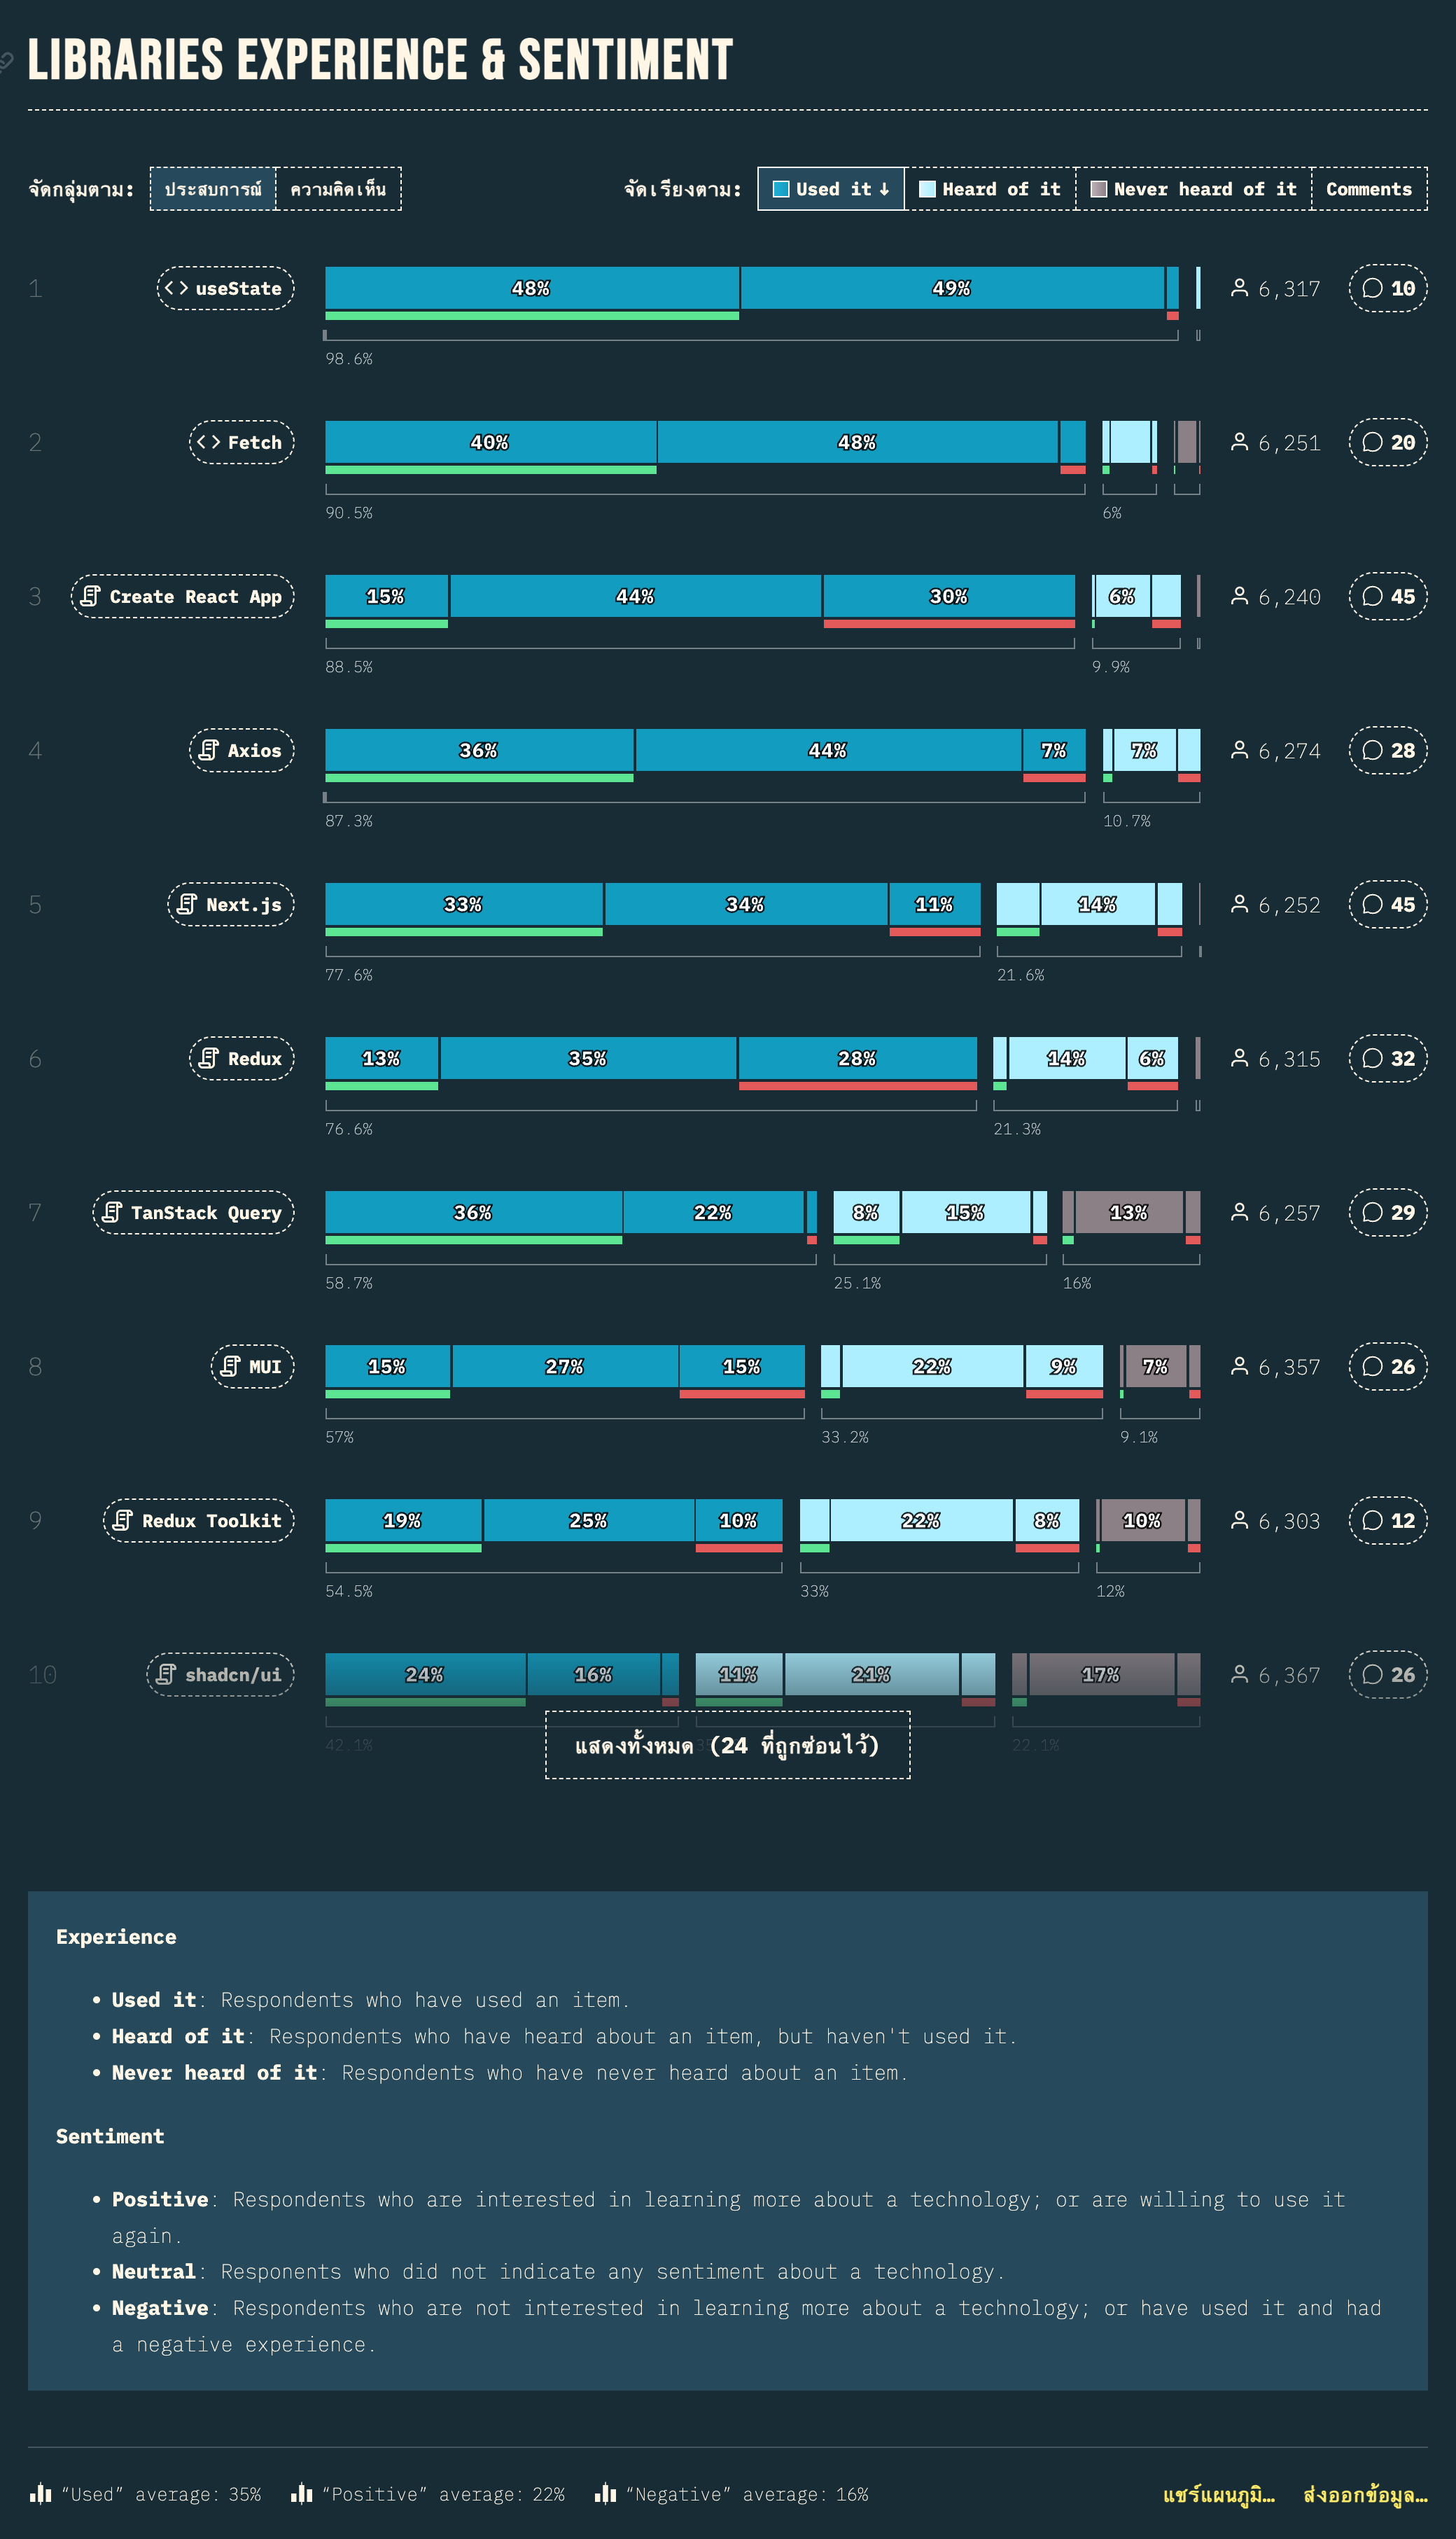 LIBRARIES EXPERIENCE & SENTIMENT
จัดกลุ่มตาม: ประสบการณ์ ความคิดเห็น จัดเรียงตาม: Used it ↓ Heard of it Never heard of it Comments
1 useState 48% 49% 6,317 10
98.6%
2 Fetch 40% 48% 6,251 20
90.5% 6%
3 Create React App 15% 44% 30% 6% 6,240 45
88.5% 9.9%
4 Axios 36% 44% 7% 7% 6,274 28
87.3% 10.7%
5 Next.js 33% 34% 11% 14% 6,252 45
77.6% 21.6%
6 Redux 13% 35% 28% 14% 6% 6,315 32
76.6% 21.3%
7 TanStack Query 36% 22% 8% 15% 13% 6,257 29
58.7% 25.1% 16%
8 MUI 15% 27% 15% 22% 9% 7% 6,357 26
57% 33.2% 9.1%
9 Redux Toolkit 19% 25% 10% 22% 8% 10% 6,303 12
54.5% 33% 12%
10 shadcn/ui 24% 16% 11% 21% 17% 6,367 26
42.1% แสดงทั้งหมด (24 ที่ถูกซ่อนไว้) 22.1%
Experience
• Used it: Respondents who have used an item.
• Heard of it: Respondents who have heard about an item, but haven't used it.
• Never heard of it: Respondents who have never heard about an item.
Sentiment
• Positive: Respondents who are interested in learning more about a technology; or are willing to use it
again.
• Neutral: Responents who did not indicate any sentiment about a technology.
• Negative: Respondents who are not interested in learning more about a technology; or have used it and had
a negative experience.
“Used” average: 35% “Positive” average: 22% “Negative” average: 16% แชร์แผนภูมิ… ส่งออกข้อมูล…